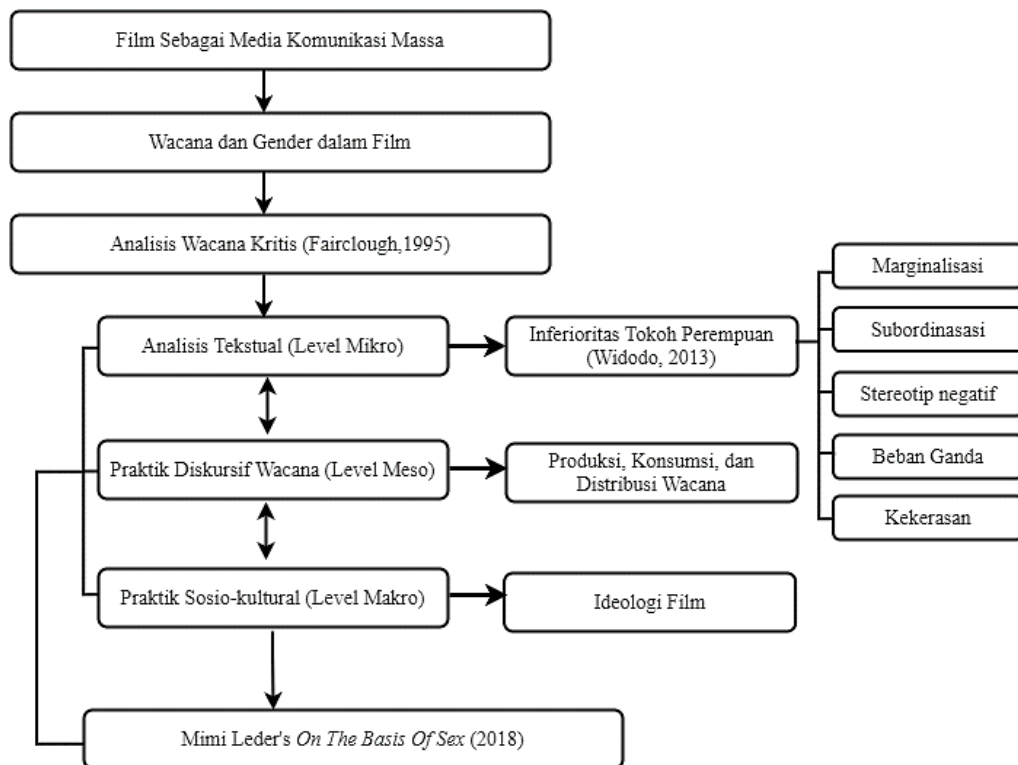 Film Sebagai Media Komunikasi Massa
Wacana dan Gender dalam Film
Analisis Wacana Kritis (Fairclough,1995)
Analisis Tekstual (Level Mikro)
Inferioritas Tokoh Perempuan
(Widodo, 2013)
Marginalisasi
Subordinasasi
Stereotip negatif
Beban Ganda
Kekerasan
Praktik Diskursif Wacana (Level Meso)
Produksi, Konsumsi, dan
Distribusi Wacana
Praktik Sosio-kultural (Level Makro)
Ideologi Film
Mimi Leder's On The Basis Of Sex (2018)